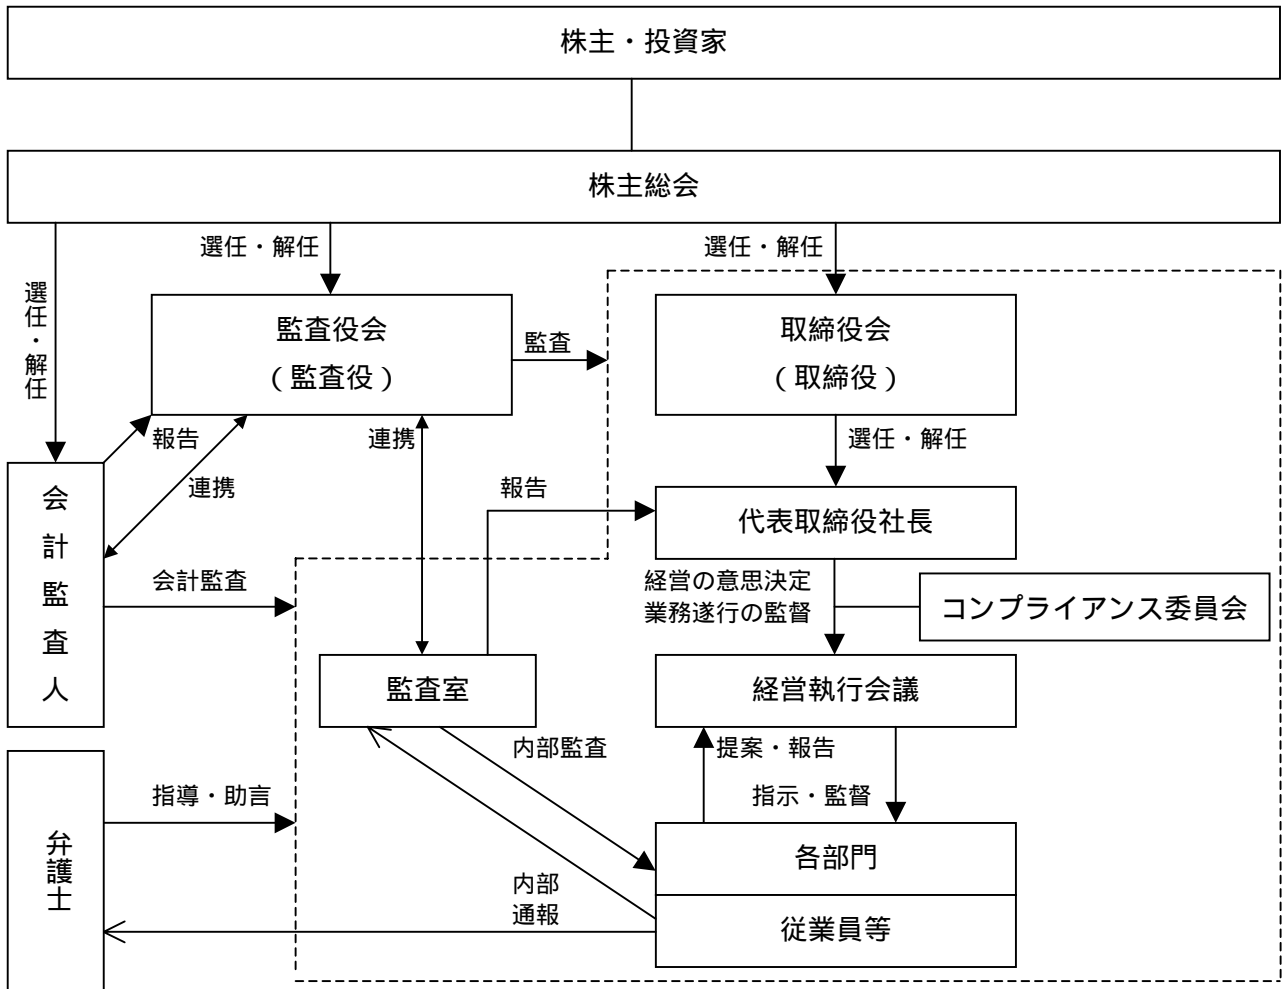 株主・投資家
株主総会
選任・解任
選任・解任
選任・解任
監査役会
（監査役）
監査
取締役会
（取締役）
報告
連携
連携
選任・解任
会計監査人
報告
代表取締役社長
会計監査
経営の意思決定
業務遂行の監督
コンプライアンス委員会
監査室
経営執行会議
内部監査
提案・報告
指導・助言
指示・監督
弁護士
各部門
内部
通報
従業員等